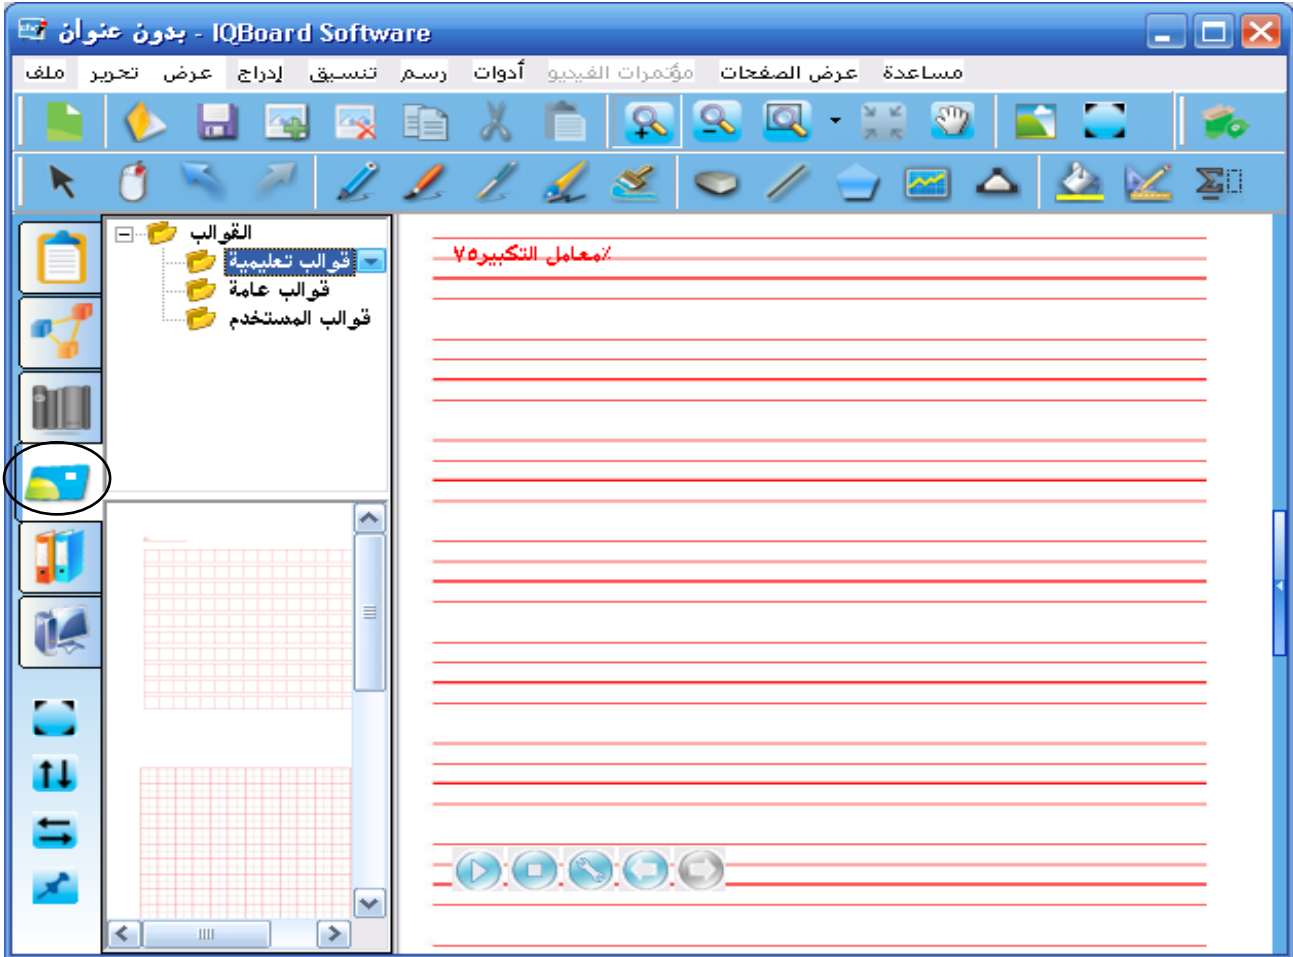 بدون عنوان - IQBoard Software
ملف تحرير عرض إدراج تنسيق رسم أدوات مؤتمرات الفيديو عرض الصفحات مساعدة
القوالب
قوالب تعليمية
قوالب عامة
قوالب المستخدم
معامل التكبير٧٥٪